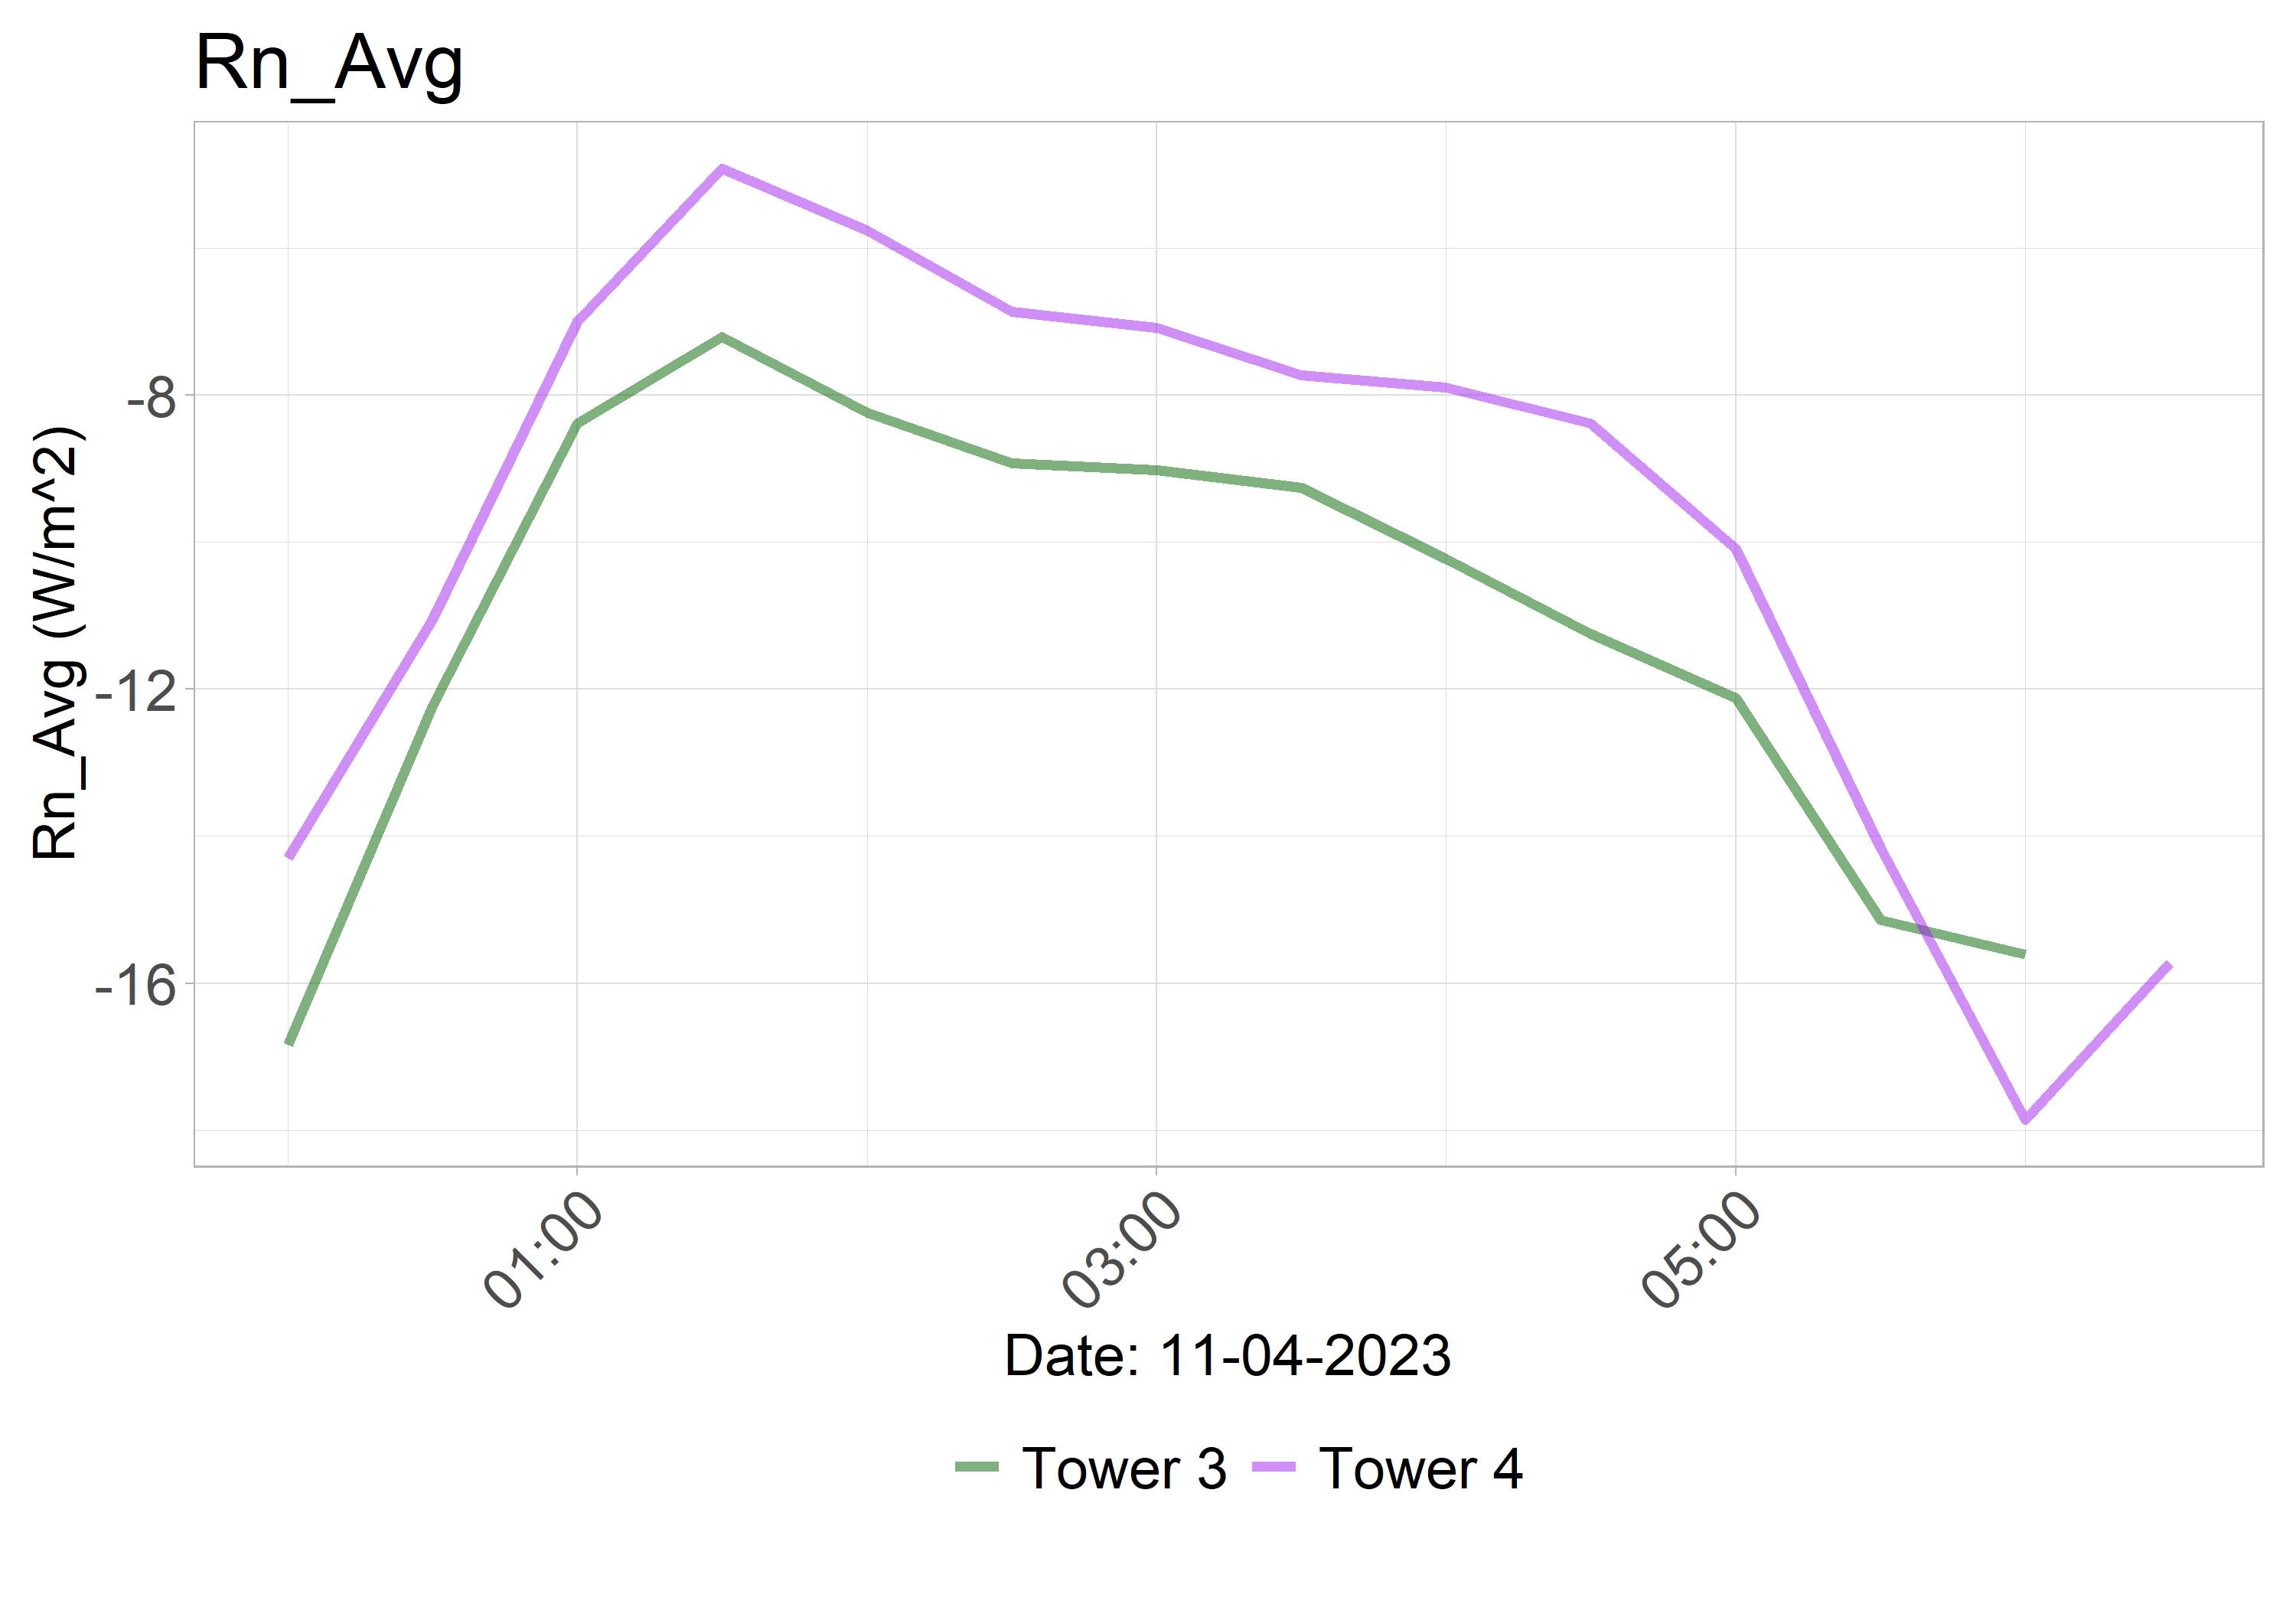 Rn_Avg
Rn_Avg (W/m^2)
-8
-12
-16
01:00
03:00
05:00
Date: 11-04-2023
Tower 3
Tower 4